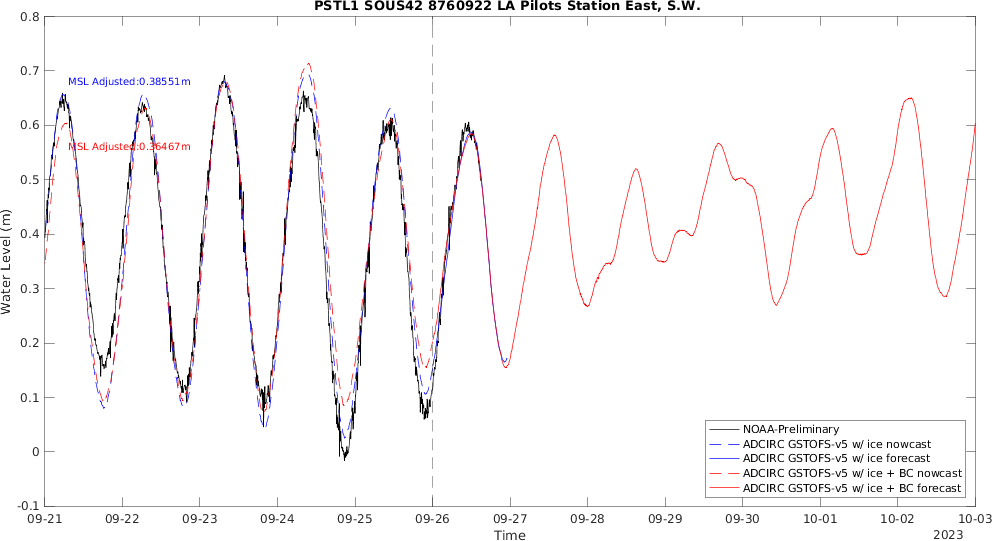 PSTL1 SOUS42 8760922 LA Pilots Station East, S.W.
0.8
0.7
0.6
0.5
0.4
0.3
0.2
0.1
0
-0.1
Water Level (m)
MSL Adjusted:0.38551m
MSL Adjusted:0.36467m
NOAA-Preliminary
ADCIRC GSTOFS-v5 w/ ice nowcast
ADCIRC GSTOFS-v5 w/ ice forecast
ADCIRC GSTOFS-v5 w/ ice + BC nowcast
ADCIRC GSTOFS-v5 w/ ice + BC forecast
09-21 09-22 09-23 09-24 09-25 09-26 09-27 09-28 09-29 09-30 10-01 10-02 10-03
Time
2023